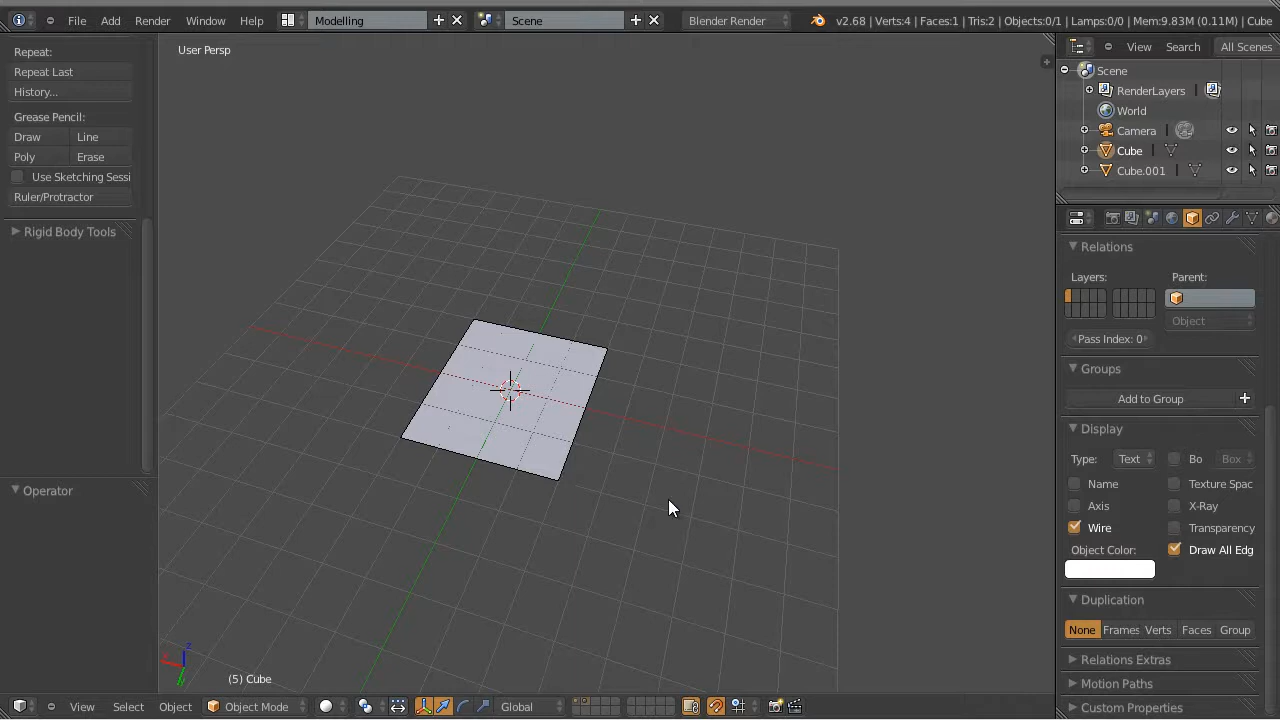 File Add Render Window Help Modelling Scene Blender Render v2.68 | Verts:4 | Faces:1 | Tris:2 | Objects:0/1 | Lamps:0/0 | Mem:9.83M (0.11M) | Cube
View Search All Scenes
User Persp
Repeat:
Repeat Last
History...
Grease Pencil:
Draw Line
Poly Erase
Use Sketching Sessi
Ruler/Protractor
Rigid Body Tools
Operator
Scene
RenderLayers
World
Camera
Cube
Cube.001
Relations
Layers: Parent:
Object
Pass Index: 0
Groups
Add to Group
Display
Type: Text Bo Box
Name Texture Spac
Axis X-Ray
Wire Transparency
Object Color: Draw All Edg
Duplication
None Frames Verts Faces Group
Relations Extras
Motion Paths
Custom Properties
x z
(5) Cube
View Select Object Object Mode Global